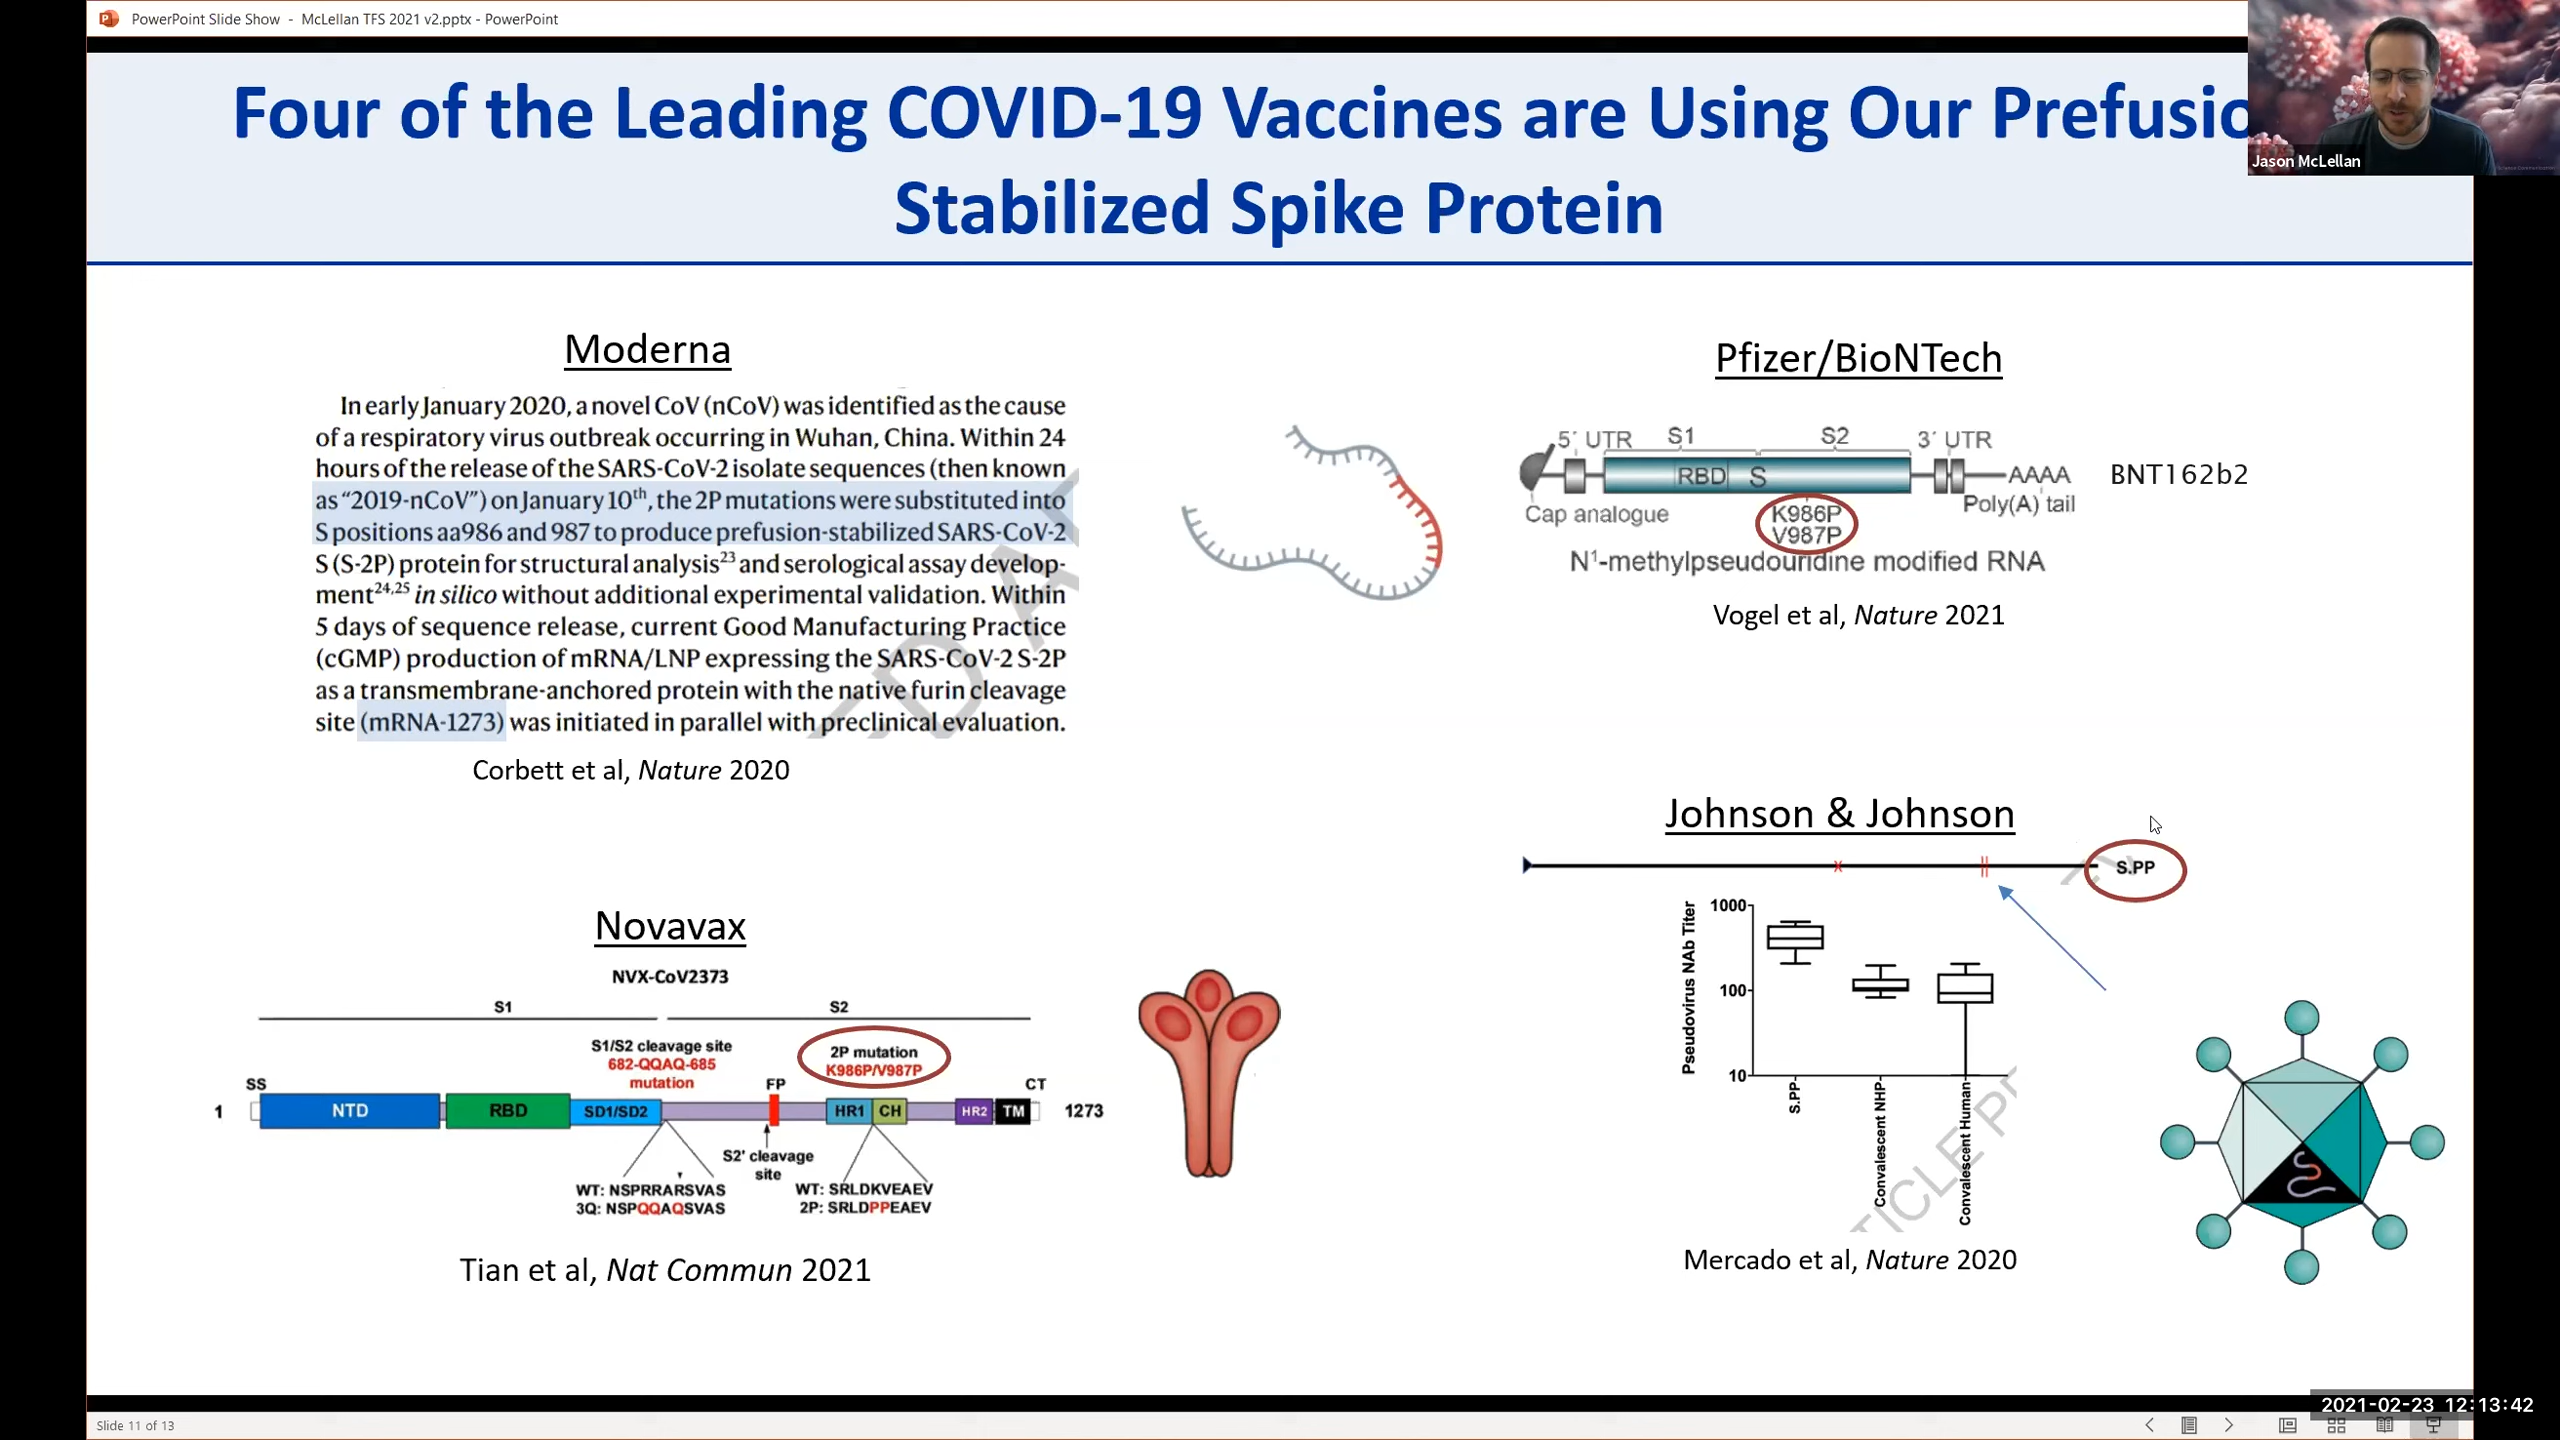 PowerPoint Slide Show - McLellan TFS 2021 v2.pptx - PowerPoint
Jason McLellan
Four of the Leading COVID-19 Vaccines are Using Our
Stabilized Spike Protein
Moderna
In early January 2020, a novel CoV (nCoV) was identified as the cause
of a respiratory virus outbreak occurring in Wuhan, China. Within 24
hours of the release of the SARS-CoV-2 isolate sequences (then known
as “2019-nCoV”) on January 10th, the 2P mutations were substituted into
S positions aa986 and 987 to produce prefusion-stabilized SARS-CoV-2
S (S-2P) protein for structural analysis23 and serological assay develop-
ment24,25 in silico without additional experimental validation. Within
5 days of sequence release, current Good Manufacturing Practice
(cGMP) production of mRNA/LNP expressing the SARS-CoV-2 S-2P
as a transmembrane-anchored protein with the native furin cleavage
site (mRNA-1273) was initiated in parallel with preclinical evaluation.
Corbett et al, Nature 2020
Pfizer/BioNTech
5´ UTR S1 S2 3´ UTR
RBD S AAAA BNT162b2
Cap analogue K986P Poly(A) tail
V987P
N1-methylpseudouridine modified RNA
Vogel et al, Nature 2021
Novavax
NVX-CoV2373
S1 S2
S1/S2 cleavage site
682-QQAQ-685
mutation
2P mutation
K986P/V987P
SS FP CT
1 NTD RBD SD1/SD2 HR1 CH HR2 TM 1273
S2' cleavage
site
WT: NSPRRARSVAS
3Q: NSPQQAQSVAS
WT: SRLDKVEAEV
2P: SRLDPPEAEV
Tian et al, Nat Commun 2021
Johnson & Johnson
S.PP
Pseudovirus NAb Titer
1000
100
10
S.PP
Convalescent NHP
Convalescent Human
Mercado et al, Nature 2020
Slide 11 of 13
2021-02-23 12:13:42